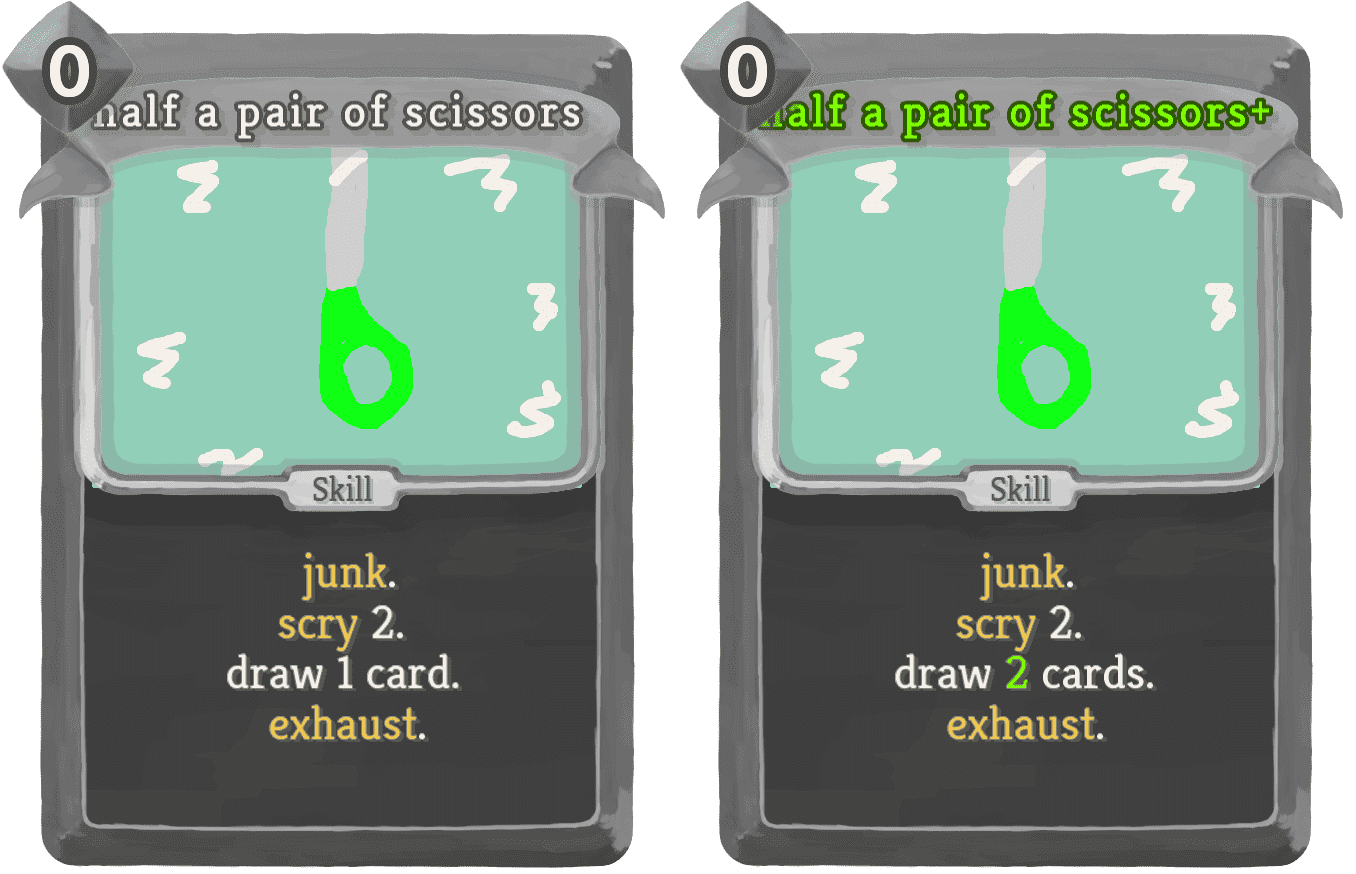 0
half a pair of scissors
Skill
junk.
scry 2.
draw 1 card.
exhaust.
0
half a pair of scissors+
Skill
junk.
scry 2.
draw 2 cards.
exhaust.